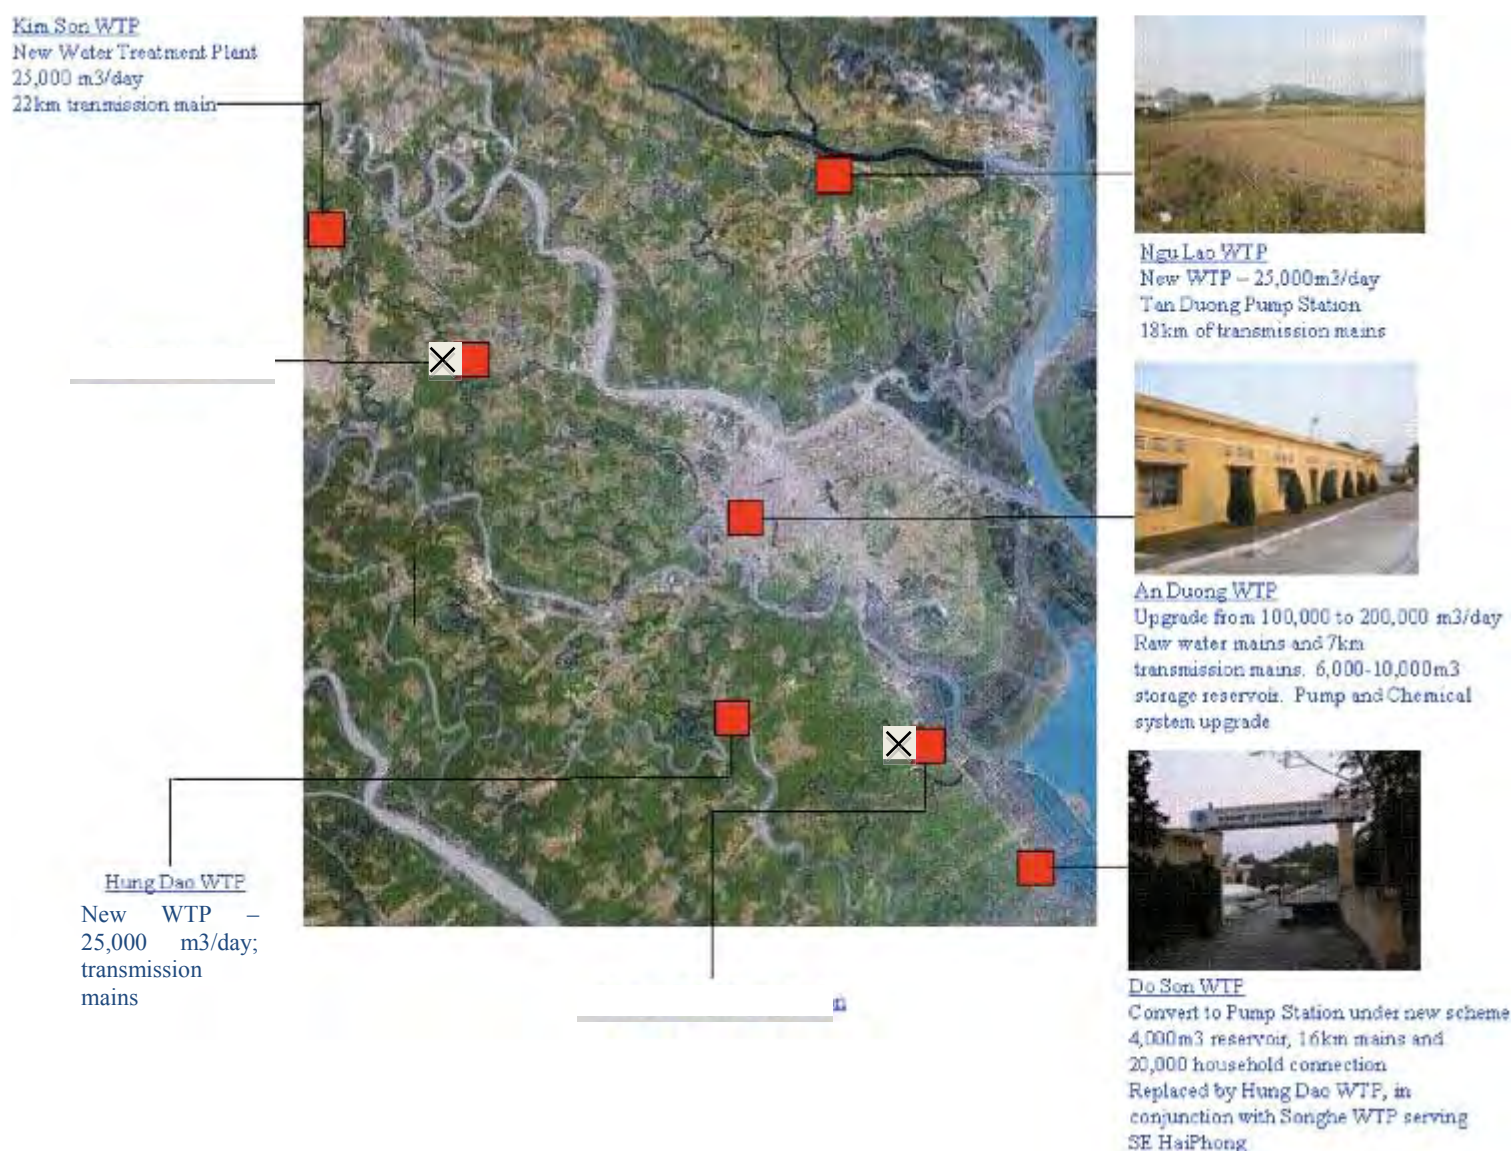 Kim Son WTP
New Water Treatment Plant
25,000 m3/day
22km tranmission main
Ngu Lao WTP
New WTP – 25,000m3/day
Tan Duong Pump Station
18km of transmission mains
An Duong WTP
Upgrade from 100,000 to 200,000 m3/day
Raw water mains and 7km
transmission mains. 6,000-10,000m3
storage reservoir. Pump and Chemical
system upgrade
Hung Dao WTP
New WTP –
25,000 m3/day;
transmission
mains
Do Son WTP
Convert to Pump Station under new scheme
4,000m3 reservoir, 16km mains and
20,000 household connection
Replaced by Hung Dao WTP, in
conjunction with Songhe WTP serving
SE HaiPhong